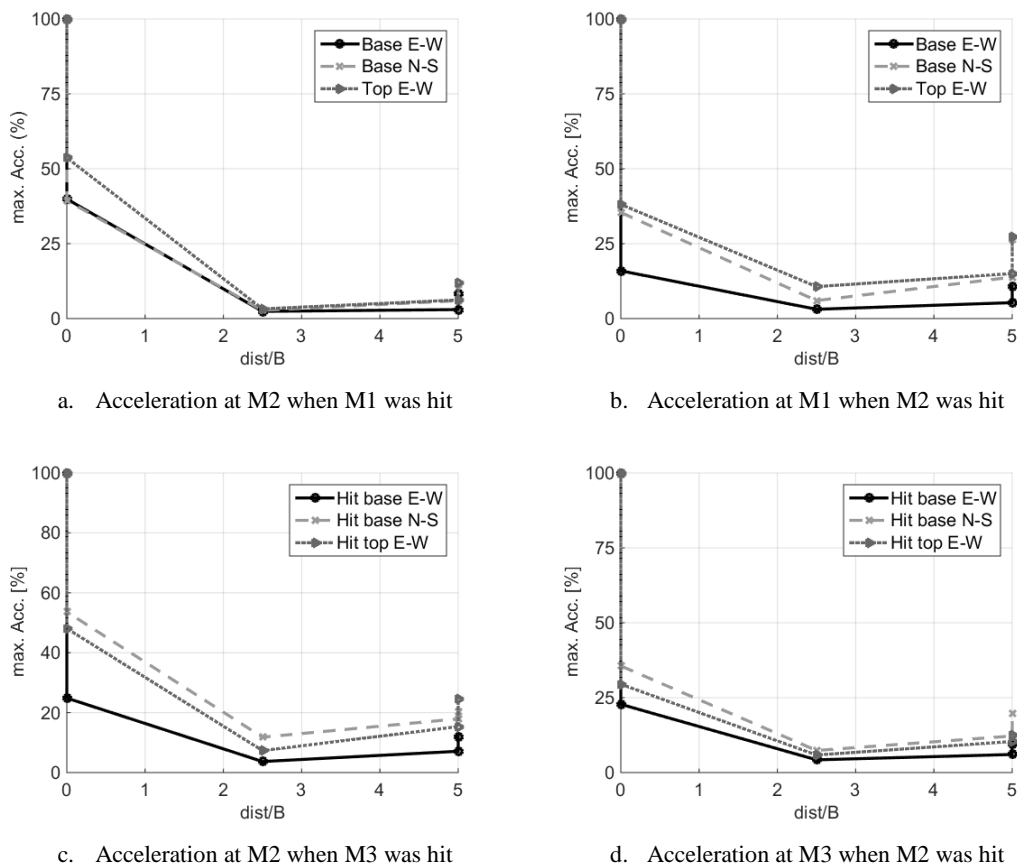 100
75
50
25
0
max. Acc. (%)
0 1 2 3 4 5
dist/B
Base E-W
Base N-S
Top E-W
a. Acceleration at M2 when M1 was hit
100
75
50
25
0
max. Acc. [%]
0 1 2 3 4 5
dist/B
Base E-W
Base N-S
Top E-W
b. Acceleration at M1 when M2 was hit
100
80
60
40
20
0
max. Acc. [%]
0 1 2 3 4 5
dist/B
Hit base E-W
Hit base N-S
Hit top E-W
c. Acceleration at M2 when M3 was hit
100
75
50
25
0
max. Acc. [%]
0 1 2 3 4 5
dist/B
Hit base E-W
Hit base N-S
Hit top E-W
d. Acceleration at M3 when M2 was hit